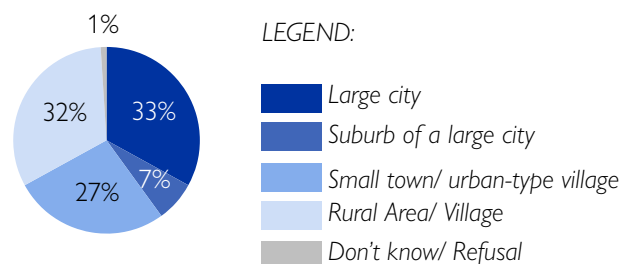 1%
LEGEND:
33%
32%
7%
27%
Large city
Suburb of a large city
Small town/ urban-type village
Rural Area/ Village
Don't know/ Refusal